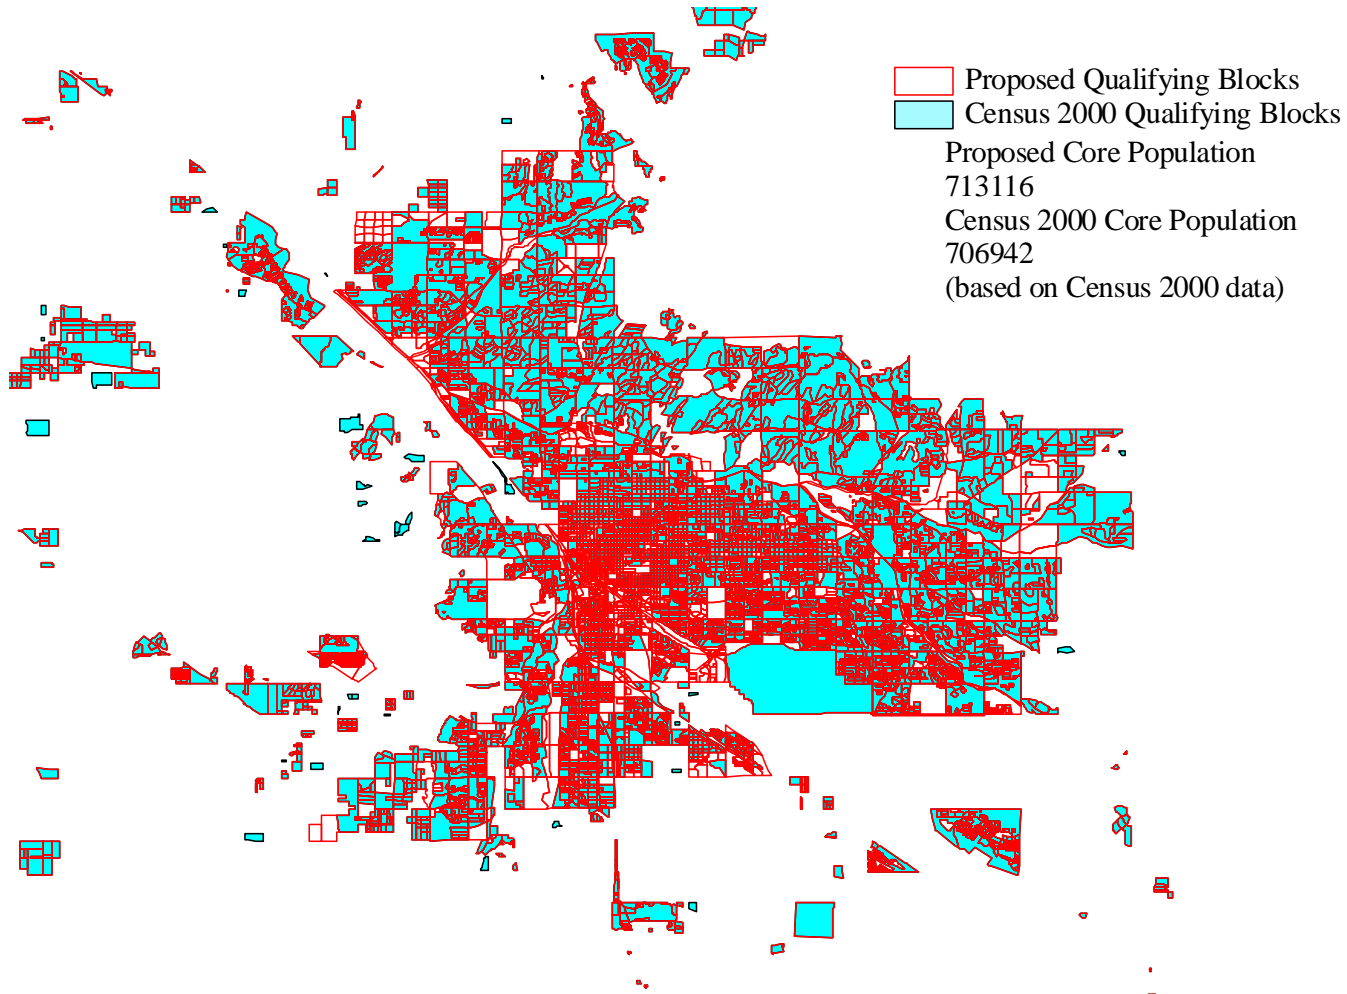 Proposed Qualifying Blocks
Census 2000 Qualifying Blocks
Proposed Core Population
713116
Census 2000 Core Population
706942
(based on Census 2000 data)